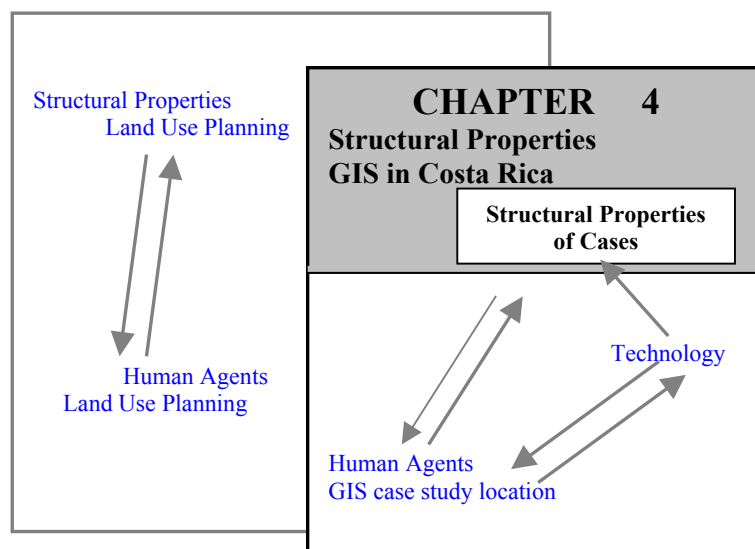 Structural Properties
Land Use Planning
Human Agents
Land Use Planning
CHAPTER 4
Structural Properties
GIS in Costa Rica
Structural Properties
of Cases
Technology
Human Agents
GIS case study location